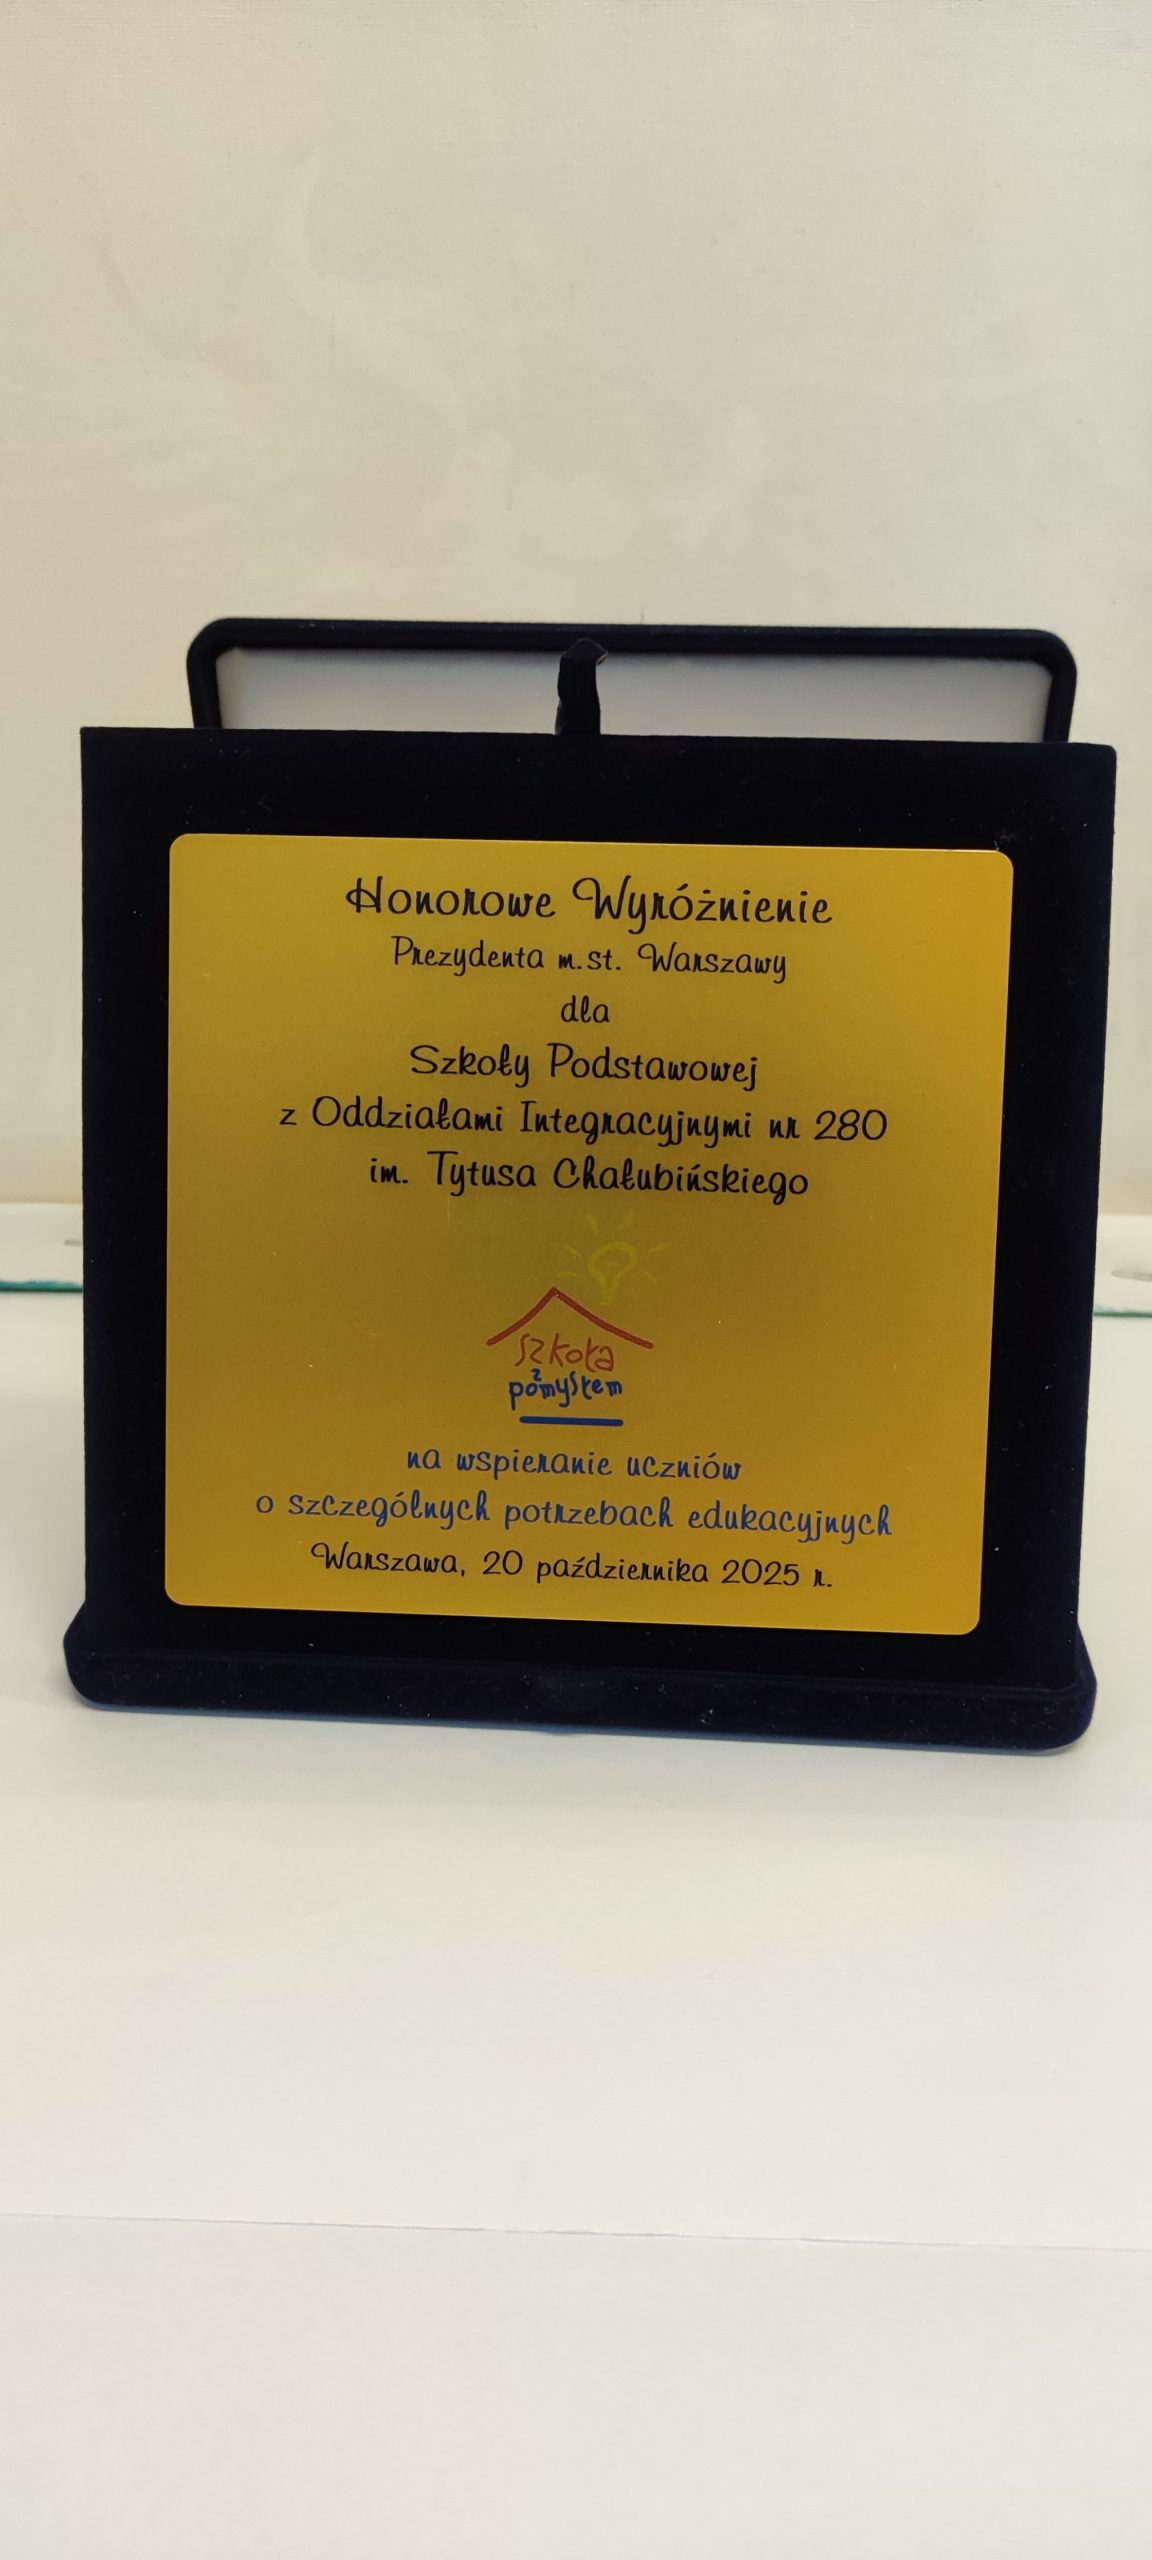 Honorowe Wyróżnienie
Prezydenta m.st. Warszawy
dla
Szkoły Podstawowej
z Oddziałami Integracyjnymi nr 280
im. Tytusa Chałubińskiego
szkoła
z
pomysłem
na wspieranie uczniów
o szczególnych potrzebach edukacyjnych
Warszawa, 20 października 2025 r.